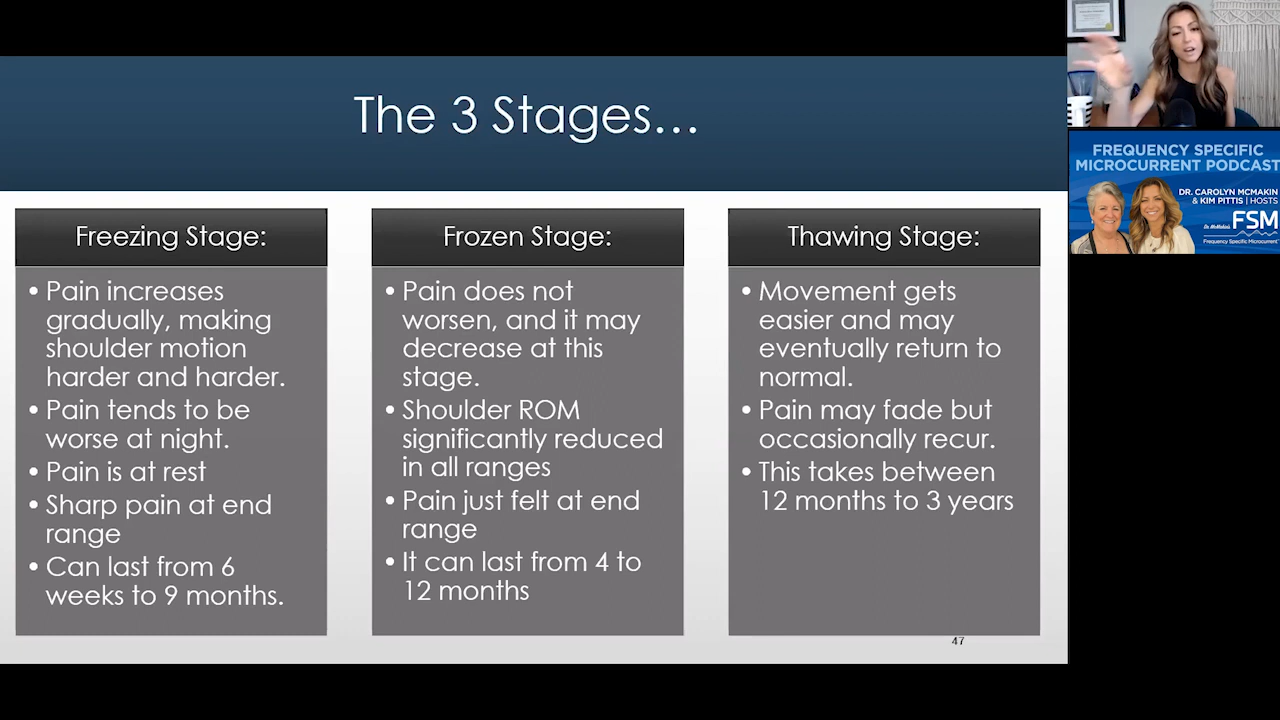 The 3 Stages...
Freezing Stage:
• Pain increases
gradually, making
shoulder motion
harder and harder.
• Pain tends to be
worse at night.
• Pain is at rest
• Sharp pain at end
range
• Can last from 6
weeks to 9 months.
Frozen Stage:
• Pain does not
worsen, and it may
decrease at this
stage.
• Shoulder ROM
significantly reduced
in all ranges
• Pain just felt at end
range
• It can last from 4 to
12 months
Thawing Stage:
• Movement gets
easier and may
eventually return to
normal.
• Pain may fade but
occasionally recur.
• This takes between
12 months to 3 years
47
FREQUENCY SPECIFIC
MICROCURRENT PODCAST
DR. CAROLYN MCMAKIN
& KIM PITTIS | HOSTS
Dr. McMakin's FSM
Frequency Specific Microcurrent